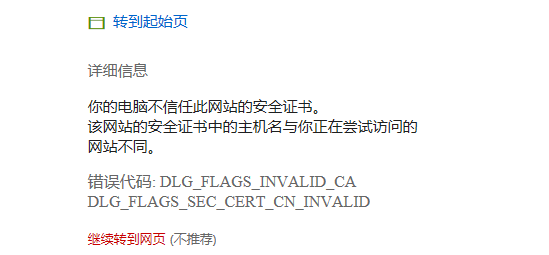 转到起始页
详细信息
你的电脑不信任此网站的安全证书。
该网站的安全证书中的主机名与你正在尝试访问的
网站不同。
错误代码: DLG_FLAGS_INVALID_CA
DLG_FLAGS_SEC_CERT_CN_INVALID
继续转到网页 (不推荐)